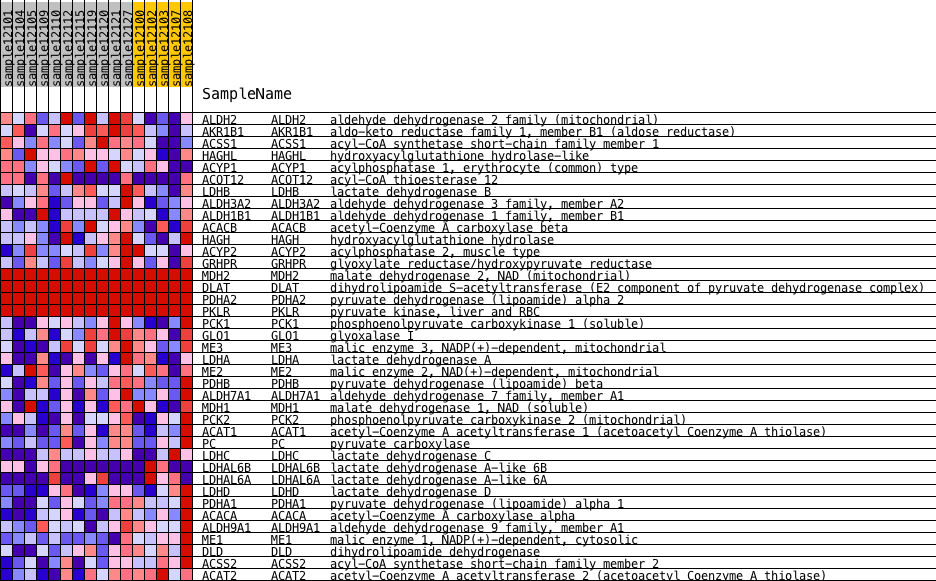 sample12101
sample12104
sample12105
sample12109
sample12110
sample12112
sample12115
sample12119
sample12120
sample12121
sample12127
sample12100
sample12102
sample12103
sample12107
sample12108
SampleName
ALDH2 ALDH2 aldehyde dehydrogenase 2 family (mitochondrial)
AKR1B1 AKR1B1 aldo-keto reductase family 1, member B1 (aldose reductase)
ACSS1 ACSS1 acyl-CoA synthetase short-chain family member 1
HAGHL HAGHL hydroxyacylglutathione hydrolase-like
ACYP1 ACYP1 acylphosphatase 1, erythrocyte (common) type
ACOT12 ACOT12 acyl-CoA thioesterase 12
LDHB LDHB lactate dehydrogenase B
ALDH3A2 ALDH3A2 aldehyde dehydrogenase 3 family, member A2
ALDH1B1 ALDH1B1 aldehyde dehydrogenase 1 family, member B1
ACACB ACACB acetyl-Coenzyme A carboxylase beta
HAGH HAGH hydroxyacylglutathione hydrolase
ACYP2 ACYP2 acylphosphatase 2, muscle type
GRHPR GRHPR glyoxylate reductase/hydroxypyruvate reductase
MDH2 MDH2 malate dehydrogenase 2, NAD (mitochondrial)
DLAT DLAT dihydrolipoamide S-acetyltransferase (E2 component of pyruvate dehydrogenase complex)
PDHA2 PDHA2 pyruvate dehydrogenase (lipoamide) alpha 2
PKLR PKLR pyruvate kinase, liver and RBC
PCK1 PCK1 phosphoenolpyruvate carboxykinase 1 (soluble)
GLO1 GLO1 glyoxalase I
ME3 ME3 malic enzyme 3, NADP(+)-dependent, mitochondrial
LDHA LDHA lactate dehydrogenase A
ME2 ME2 malic enzyme 2, NAD(+)-dependent, mitochondrial
PDHB PDHB pyruvate dehydrogenase (lipoamide) beta
ALDH7A1 ALDH7A1 aldehyde dehydrogenase 7 family, member A1
MDH1 MDH1 malate dehydrogenase 1, NAD (soluble)
PCK2 PCK2 phosphoenolpyruvate carboxykinase 2 (mitochondrial)
ACAT1 ACAT1 acetyl-Coenzyme A acetyltransferase 1 (acetoacetyl Coenzyme A thiolase)
PC PC pyruvate carboxylase
LDHC LDHC lactate dehydrogenase C
LDHAL6B LDHAL6B lactate dehydrogenase A-like 6B
LDHAL6A LDHAL6A lactate dehydrogenase A-like 6A
LDHD LDHD lactate dehydrogenase D
PDHA1 PDHA1 pyruvate dehydrogenase (lipoamide) alpha 1
ACACA ACACA acetyl-Coenzyme A carboxylase alpha
ALDH9A1 ALDH9A1 aldehyde dehydrogenase 9 family, member A1
ME1 ME1 malic enzyme 1, NADP(+)-dependent, cytosolic
DLD DLD dihydrolipoamide dehydrogenase
ACSS2 ACSS2 acyl-CoA synthetase short-chain family member 2
ACAT2 ACAT2 acetyl-Coenzyme A acetyltransferase 2 (acetoacetyl Coenzyme A thiolase)